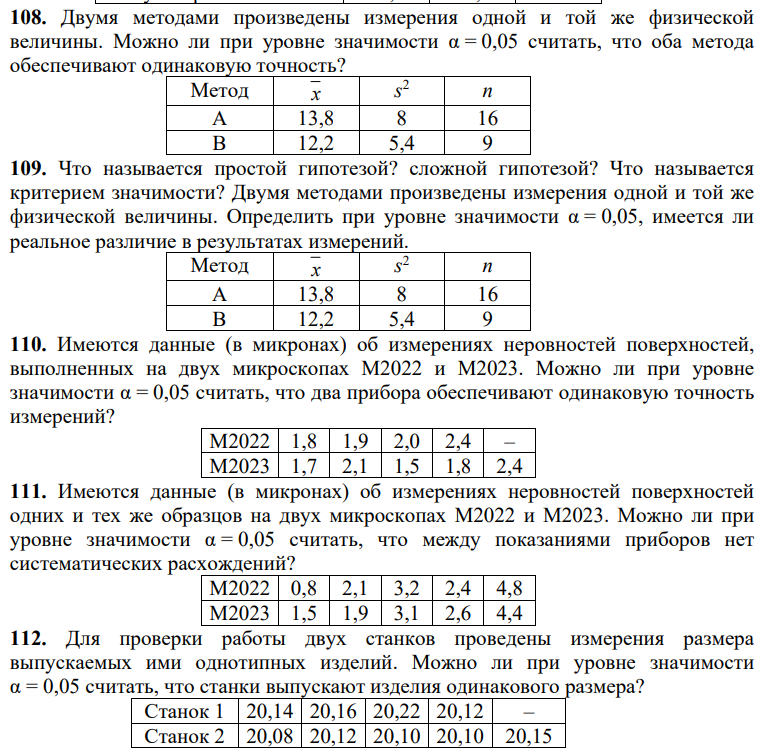 108. Двумя методами произведены измерения одной и той же физической
величины. Можно ли при уровне значимости α = 0,05 считать, что оба метода
обеспечивают одинаковую точность?
Метод x̅ s² n
А 13,8 8 16
В 12,2 5,4 9
109. Что называется простой гипотезой? сложной гипотезой? Что называется
критерием значимости? Двумя методами произведены измерения одной и той же
физической величины. Определить при уровне значимости α = 0,05, имеется ли
реальное различие в результатах измерений.
Метод x̅ s² n
А 13,8 8 16
В 12,2 5,4 9
110. Имеются данные (в микронах) об измерениях неровностей поверхностей,
выполненных на двух микроскопах М2022 и М2023. Можно ли при уровне
значимости α = 0,05 считать, что два прибора обеспечивают одинаковую точность
измерений?
М2022 1,8 1,9 2,0 2,4 –
М2023 1,7 2,1 1,5 1,8 2,4
111. Имеются данные (в микронах) об измерениях неровностей поверхностей
одних и тех же образцов на двух микроскопах М2022 и М2023. Можно ли при
уровне значимости α = 0,05 считать, что между показаниями приборов нет
систематических расхождений?
М2022 0,8 2,1 3,2 2,4 4,8
М2023 1,5 1,9 3,1 2,6 4,4
112. Для проверки работы двух станков проведены измерения размера
выпускаемых ими однотипных изделий. Можно ли при уровне значимости
α = 0,05 считать, что станки выпускают изделия одинакового размера?
Станок 1 20,14 20,16 20,22 20,12 –
Станок 2 20,08 20,12 20,10 20,10 20,15